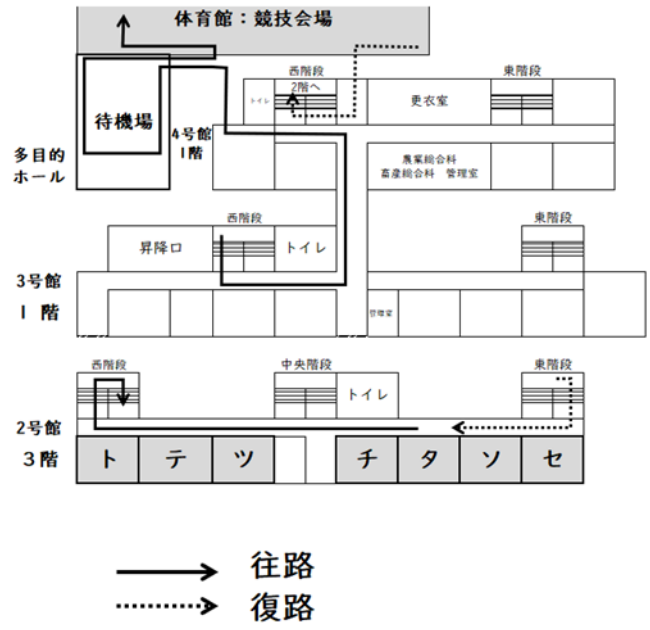 体育館：競技会場
西階段
東階段
トイレ
2階へ
更衣室
待機場
4号館
1階
多目的
ホール
農業総合科
畜産総合科 管理室
西階段
東階段
昇降口
トイレ
3号館
1階
管理室
西階段
中央階段
東階段
トイレ
2号館
3階
ト テ ツ チ タ ソ セ
往路
復路